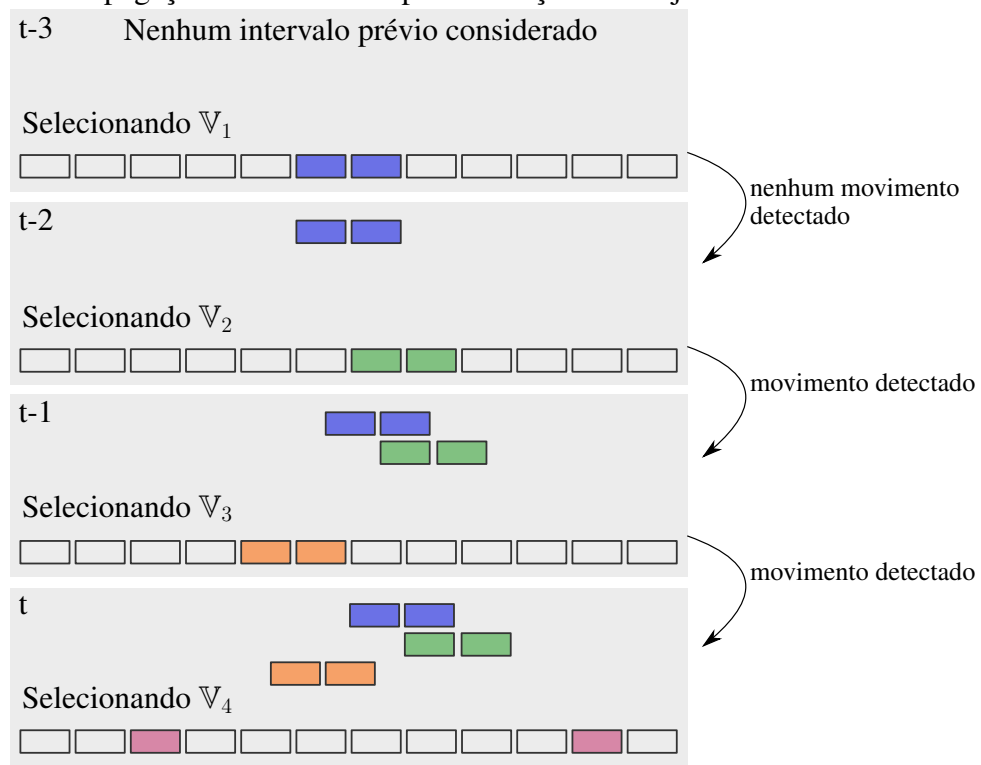 t-3 Nenhum intervalo prévio considerado
Selecionando 𝕍₁
nenhum movimento
detectado
t-2
Selecionando 𝕍₂
movimento detectado
t-1
Selecionando 𝕍₃
movimento detectado
t
Selecionando 𝕍₄